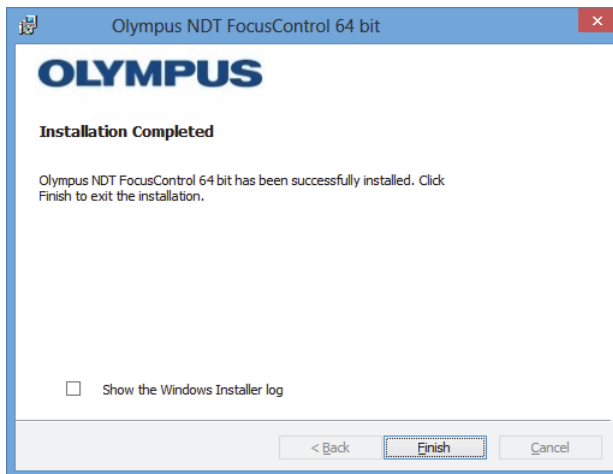 Olympus NDT FocusControl 64 bit
OLYMPUS
Installation Completed
Olympus NDT FocusControl 64 bit has been successfully installed. Click
Finish to exit the installation.
Show the Windows Installer log
< Back Finish Cancel